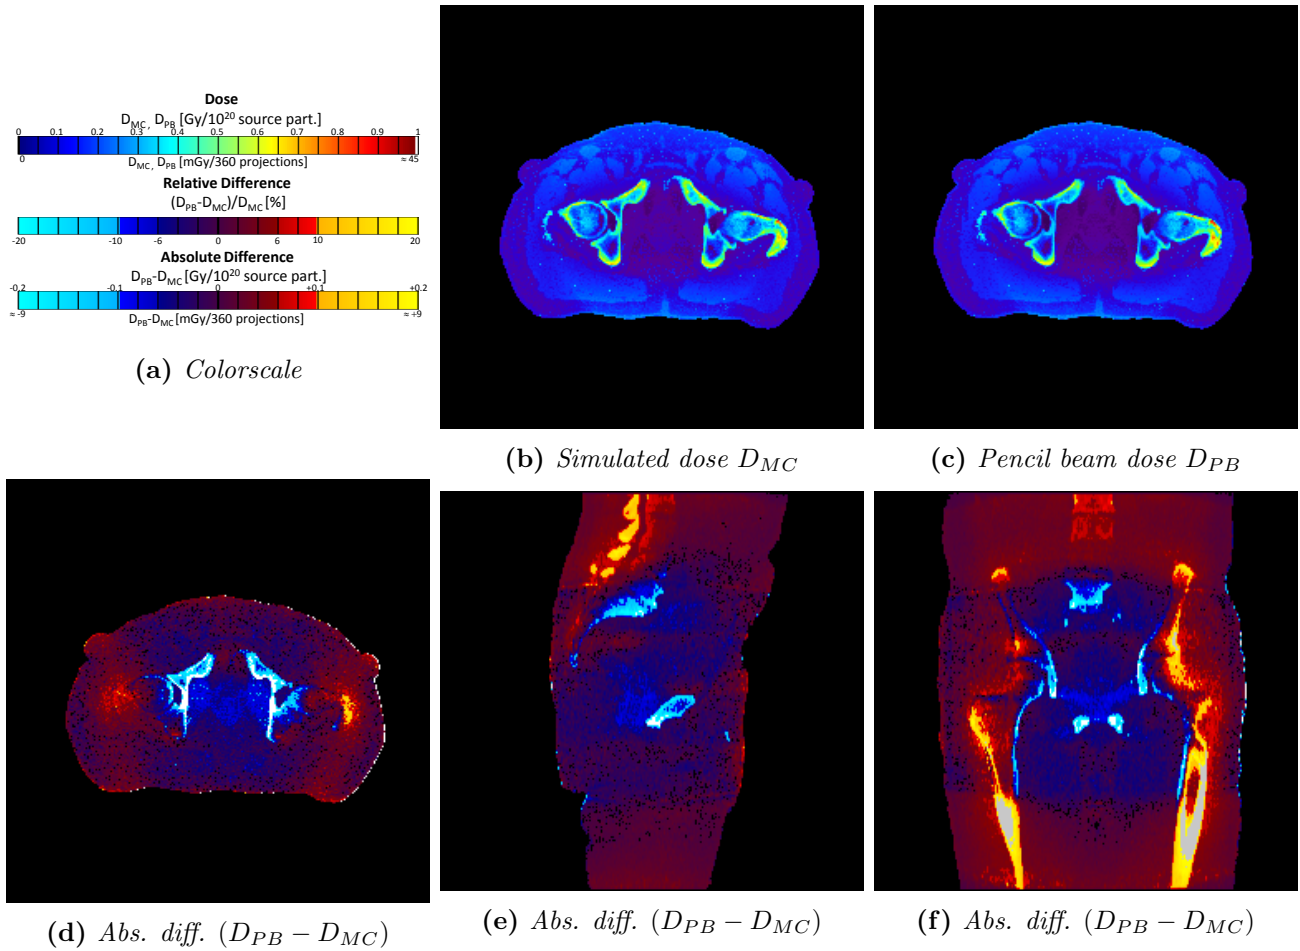 Dose
D_MC, D_PB [Gy/10^20 source part.]
0 0.1 0.2 0.3 0.4 0.5 0.6 0.7 0.8 0.9 1
0 D_MC, D_PB [mGy/360 projections] ≈ 45
Relative Difference
(D_PB-D_MC)/D_MC [%]
-20 -10 -6 0 6 10 20
Absolute Difference
D_PB-D_MC [Gy/10^20 source part.]
-0.2 -0.1 0 +0.1 +0.2
≈ -9 D_PB-D_MC [mGy/360 projections] ≈ +9
(a) Colorscale
(b) Simulated dose D_MC
(c) Pencil beam dose D_PB
(d) Abs. diff. (D_PB − D_MC)
(e) Abs. diff. (D_PB − D_MC)
(f) Abs. diff. (D_PB − D_MC)